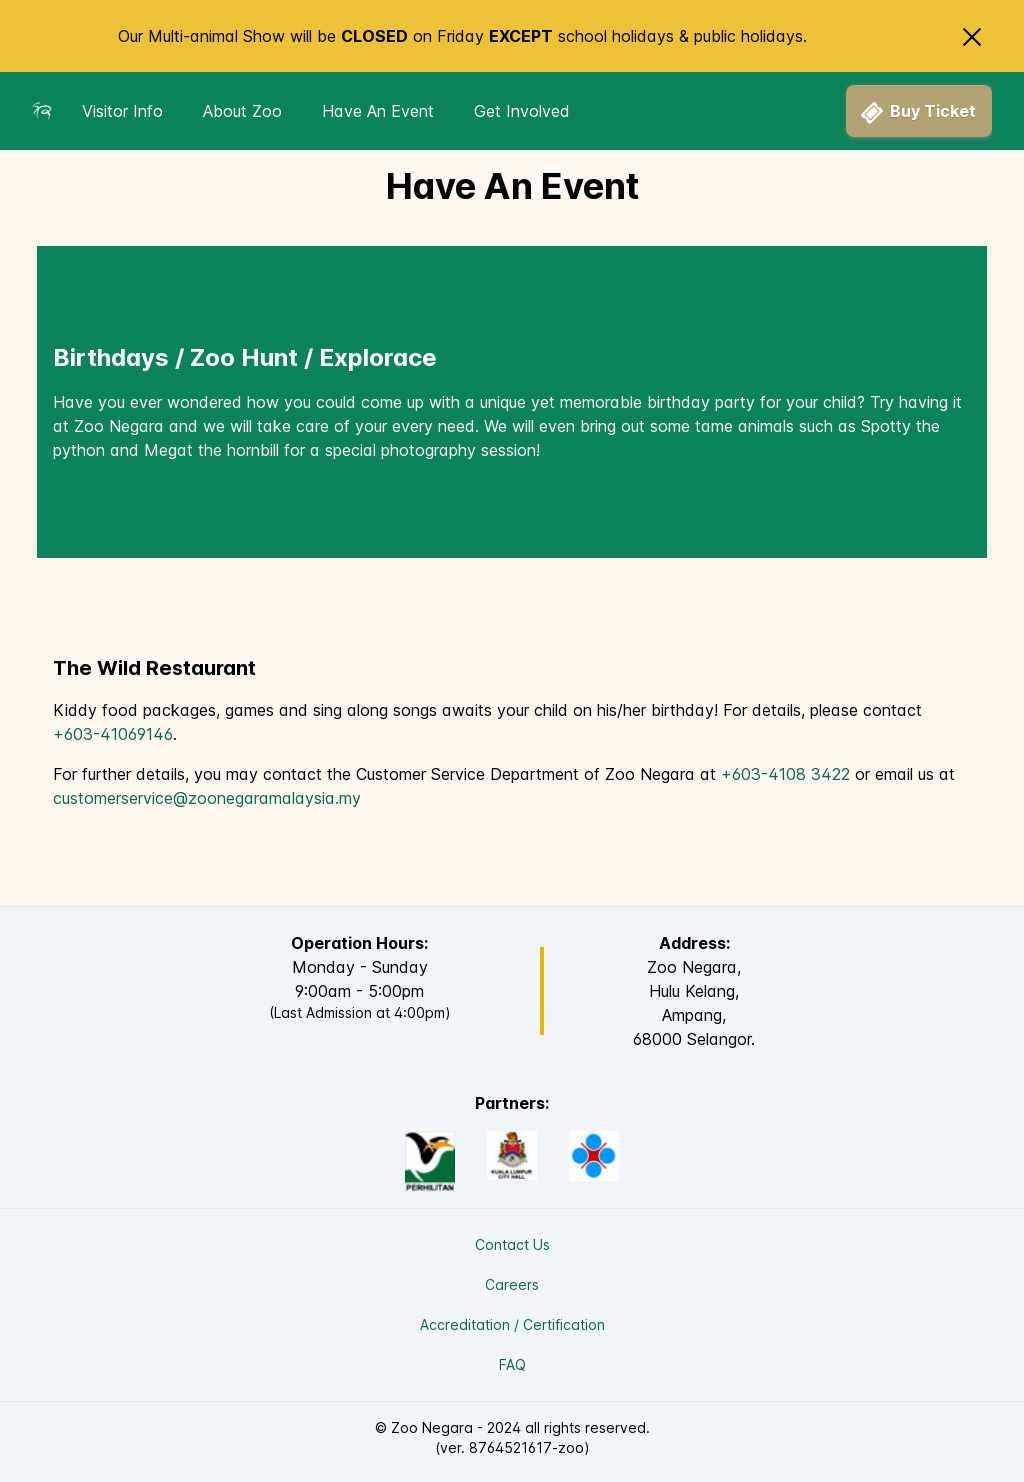 Our Multi-animal Show will be CLOSED on Friday EXCEPT school holidays & public holidays.
Visitor Info
About Zoo
Have An Event
Get Involved
Buy Ticket
Have An Event
Birthdays / Zoo Hunt / Explorace
Have you ever wondered how you could come up with a unique yet memorable birthday party for your child? Try having it
at Zoo Negara and we will take care of your every need. We will even bring out some tame animals such as Spotty the
python and Megat the hornbill for a special photography session!
The Wild Restaurant
Kiddy food packages, games and sing along songs awaits your child on his/her birthday! For details, please contact
+603-41069146.
For further details, you may contact the Customer Service Department of Zoo Negara at +603-4108 3422 or email us at
customerservice@zoonegaramalaysia.my
Operation Hours:
Monday - Sunday
9:00am - 5:00pm
(Last Admission at 4:00pm)
Address:
Zoo Negara,
Hulu Kelang,
Ampang,
68000 Selangor.
Partners:
PERHILITAN
KUALA LUMPUR
CITY HALL
Contact Us
Careers
Accreditation / Certification
FAQ
© Zoo Negara - 2024 all rights reserved.
(ver. 8764521617-zoo)